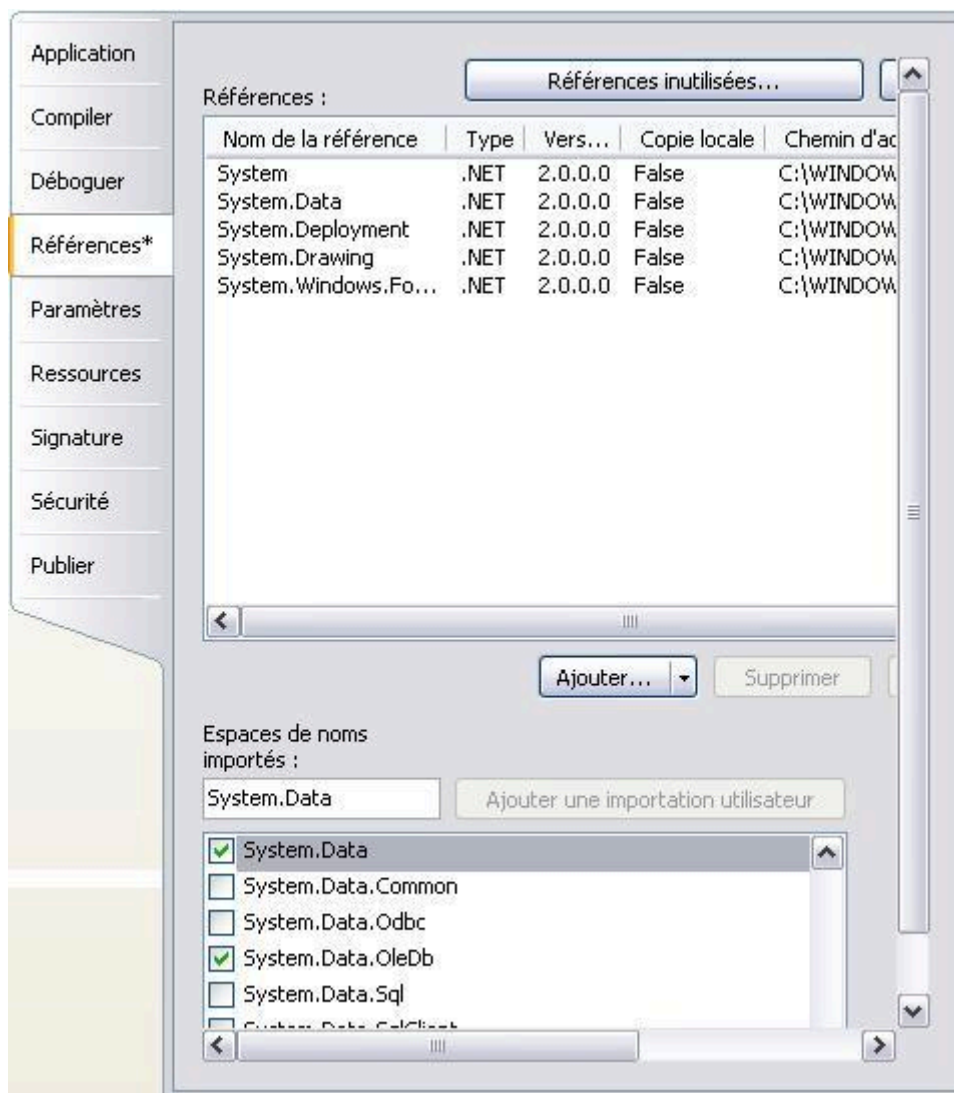 Application
Compiler
Déboguer
Références*
Paramètres
Ressources
Signature
Sécurité
Publier
Références :
Références inutilisées...
Nom de la référence Type Vers... Copie locale Chemin d'ac
System .NET 2.0.0.0 False C:\WINDOW
System.Data .NET 2.0.0.0 False C:\WINDOW
System.Deployment .NET 2.0.0.0 False C:\WINDOW
System.Drawing .NET 2.0.0.0 False C:\WINDOW
System.Windows.Fo... .NET 2.0.0.0 False C:\WINDOW
Ajouter... Supprimer
Espaces de noms
importés :
System.Data Ajouter une importation utilisateur
System.Data
System.Data.Common
System.Data.Odbc
System.Data.OleDb
System.Data.Sql
System.Data.SqlClient